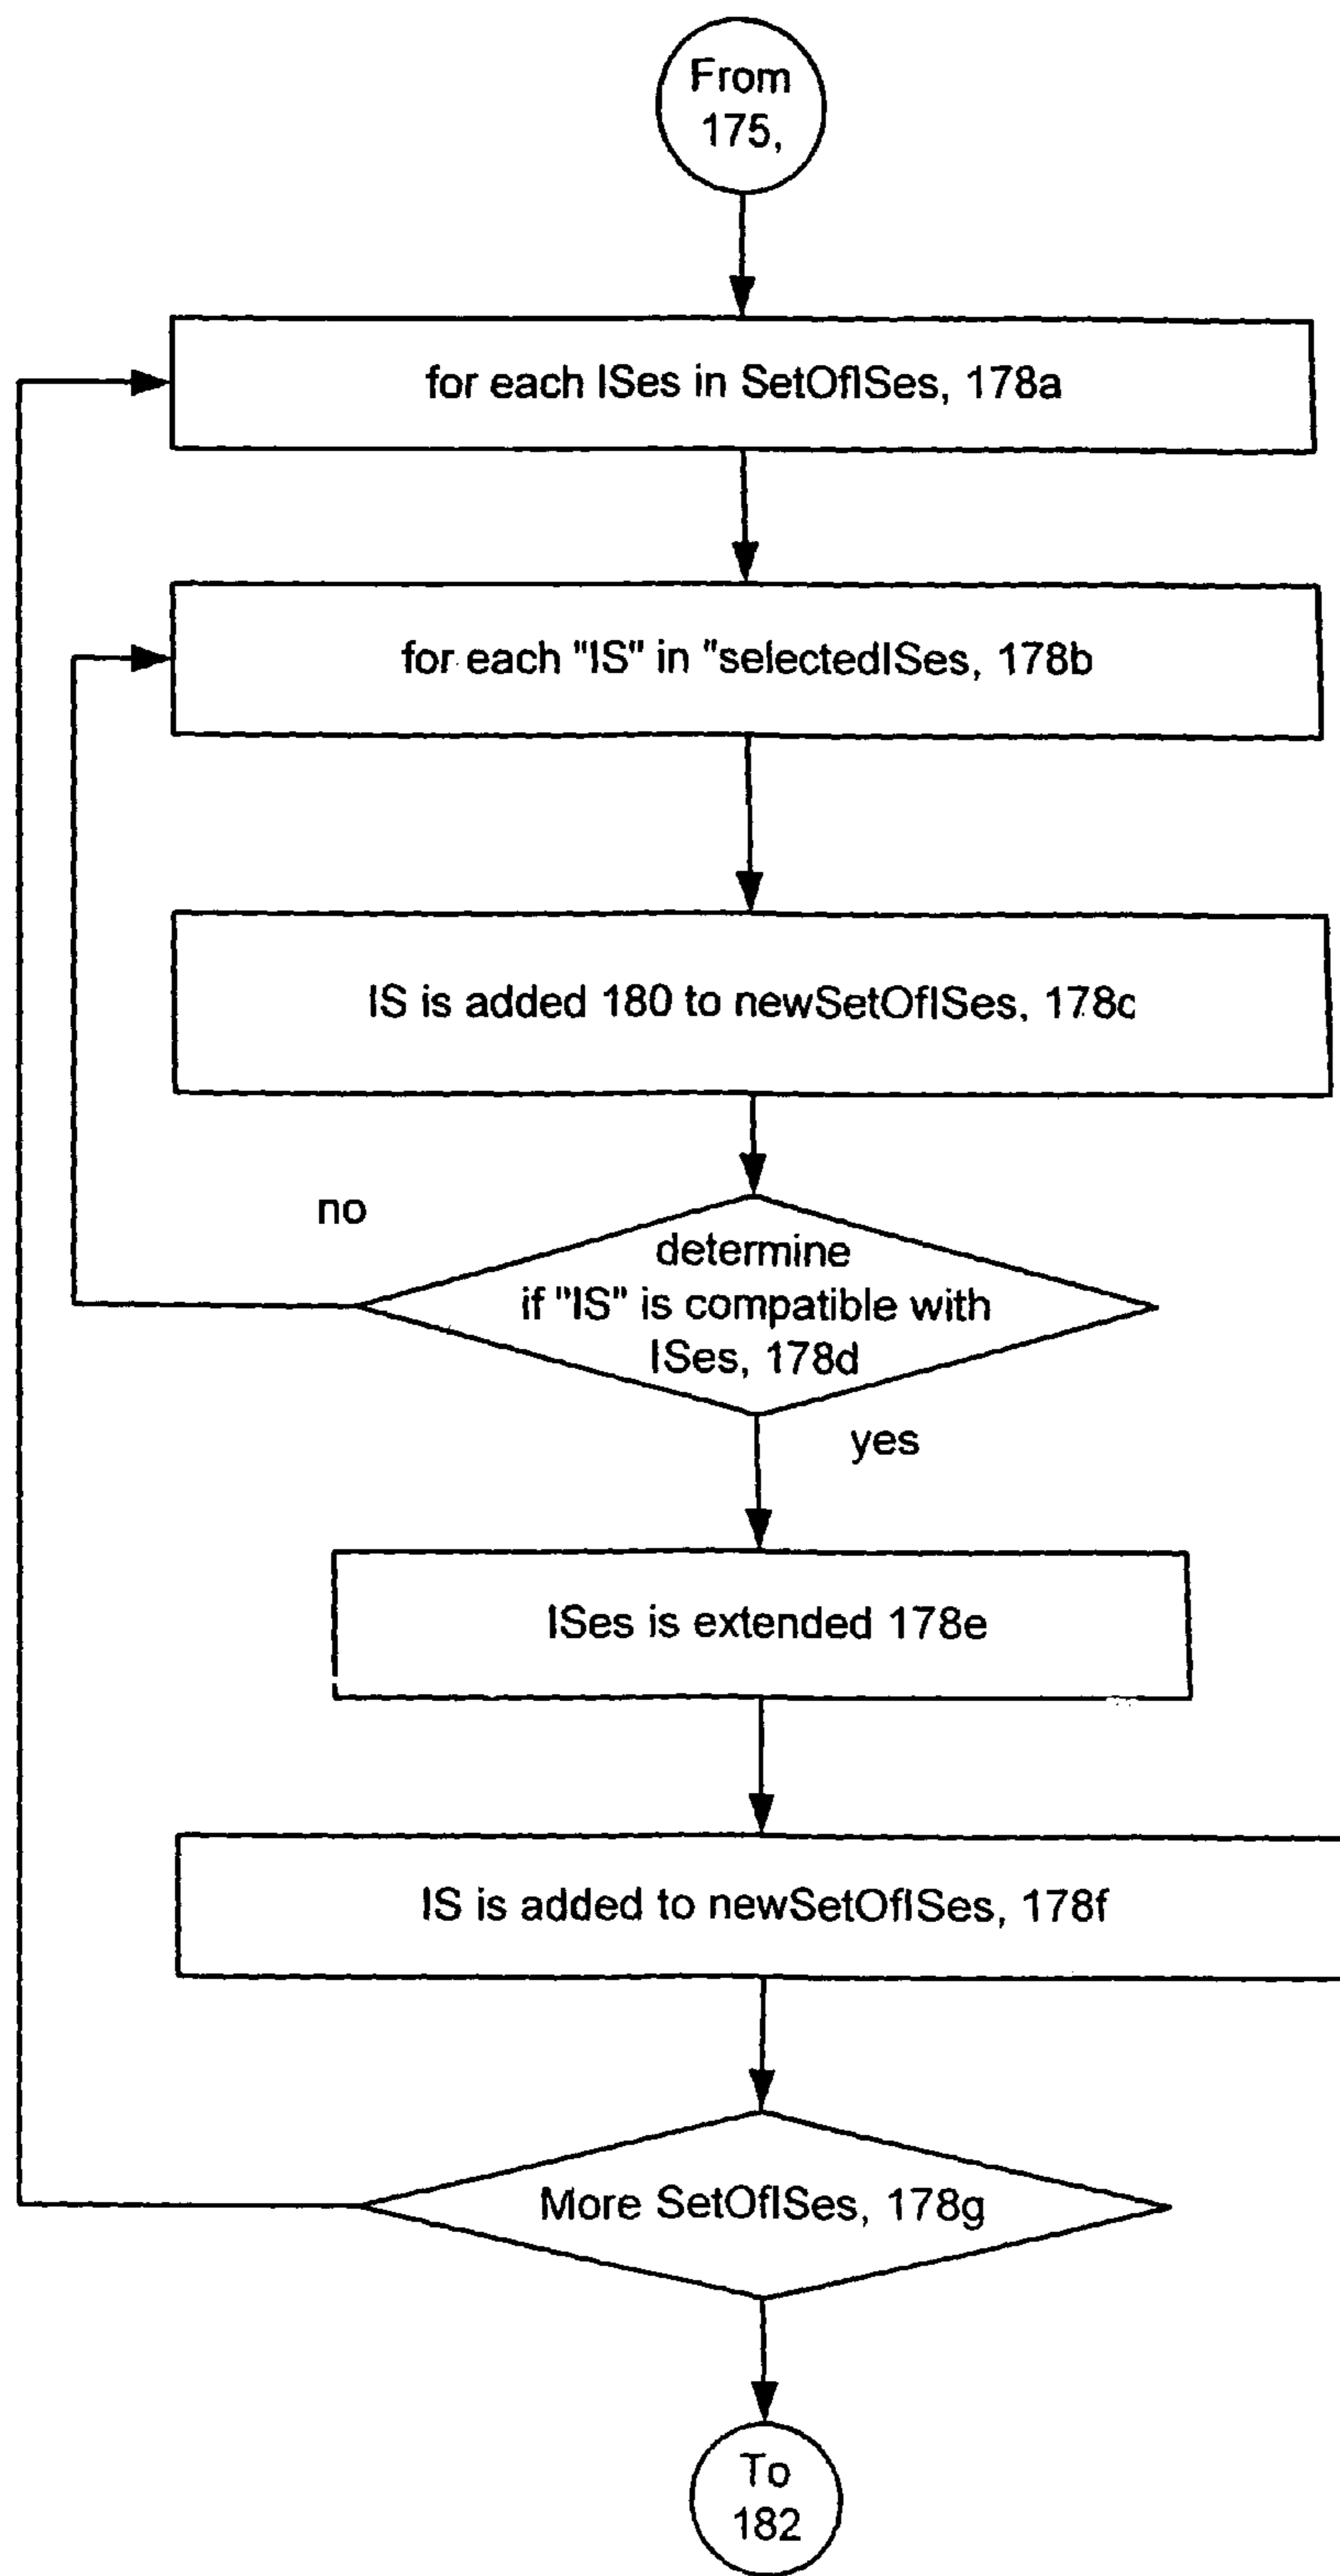 From
175,
for each ISes in SetOfISes, 178a
for each "IS" in "selectedISes, 178b
IS is added 180 to newSetOfISes, 178c
no
determine
if "IS" is compatible with
ISes, 178d
yes
ISes is extended 178e
IS is added to newSetOfISes, 178f
More SetOfISes, 178g
To
182